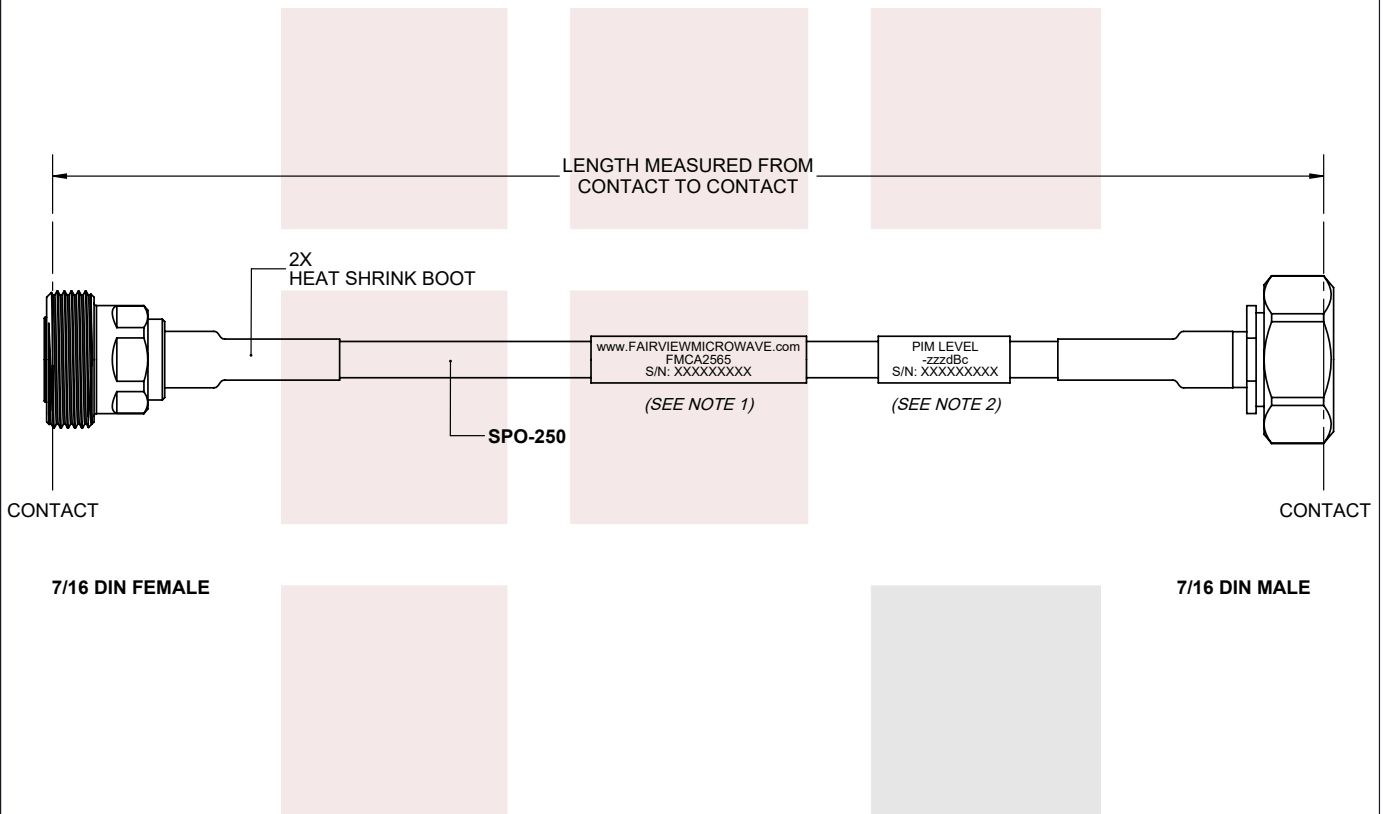 LENGTH MEASURED FROM
CONTACT TO CONTACT
2X
HEAT SHRINK BOOT
www.FAIRVIEWMICROWAVE.com
FMCA2565
S/N: XXXXXXXXX
PIM LEVEL
-zzzdBc
S/N: XXXXXXXXX
(SEE NOTE 1)
(SEE NOTE 2)
SPO-250
CONTACT
CONTACT
7/16 DIN FEMALE
7/16 DIN MALE